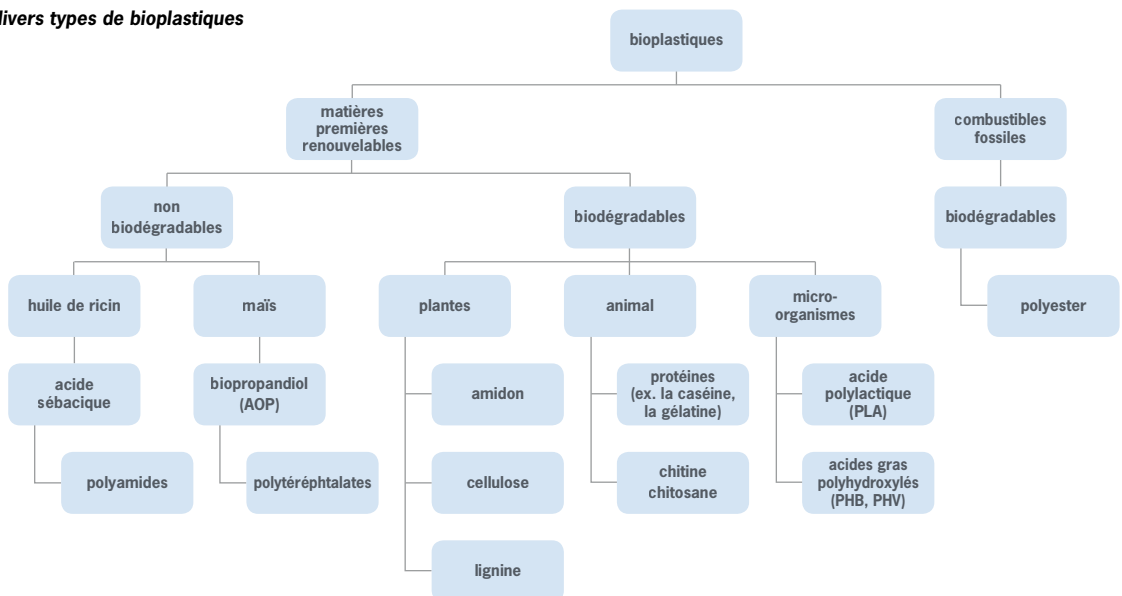 divers types de bioplastiques
bioplastiques
matières
premières
renouvelables
combustibles
fossiles
non
biodégradables
biodégradables
biodégradables
huile de ricin
maïs
plantes
animal
micro-
organismes
polyester
acide
sébacique
biopropandiol
(AOP)
amidon
protéines
(ex. la caséine,
la gélatine)
acide
polylactique
(PLA)
polyamides
polytéréphtalates
cellulose
chitine
chitosane
acides gras
polyhydroxylés
(PHB, PHV)
lignine